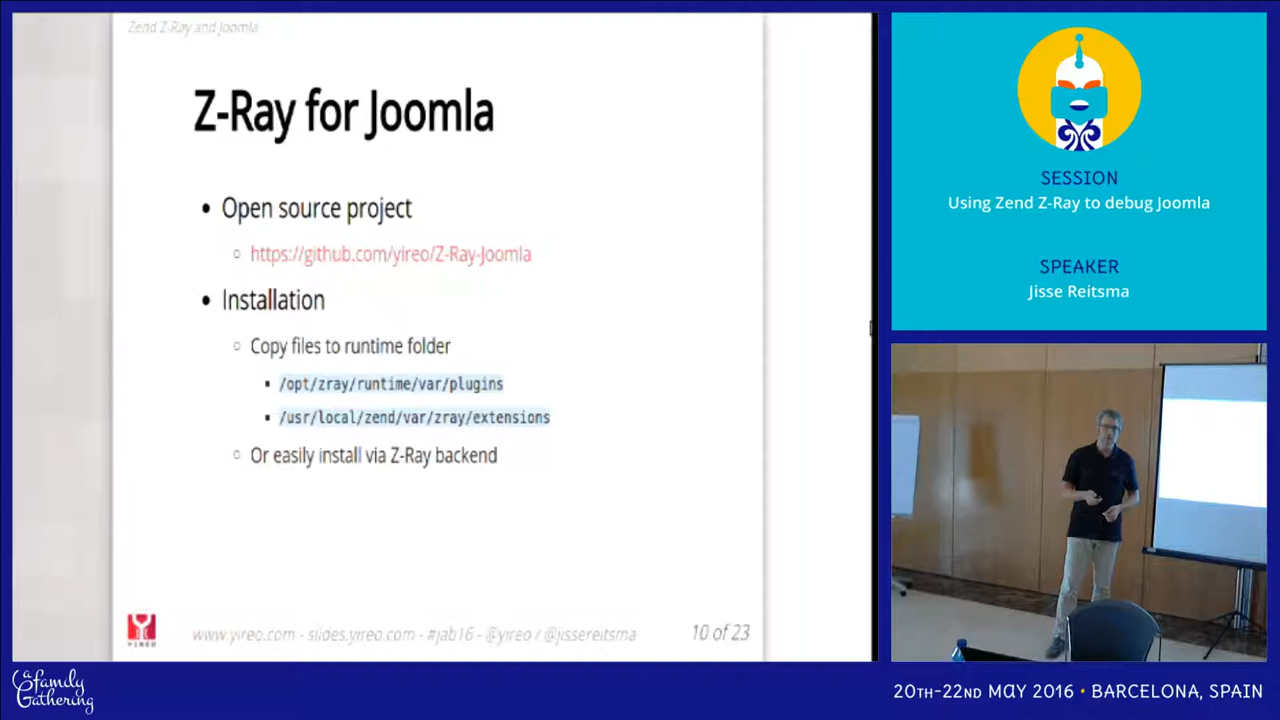 Zend Z-Ray and Joomla
Z-Ray for Joomla
Open source project
https://github.com/yireo/Z-Ray-Joomla
Installation
Copy files to runtime folder
/opt/zray/runtime/var/plugins
/usr/local/zend/var/zray/extensions
Or easily install via Z-Ray backend
YIREO
www.yireo.com - slides.yireo.com - #jab16 - @yireo / @jissereitsma
10 of 23
SESSION
Using Zend Z-Ray to debug Joomla
SPEAKER
Jisse Reitsma
a Family
Gathering
20TH-22ND MAY 2016 • BARCELONA, SPAIN